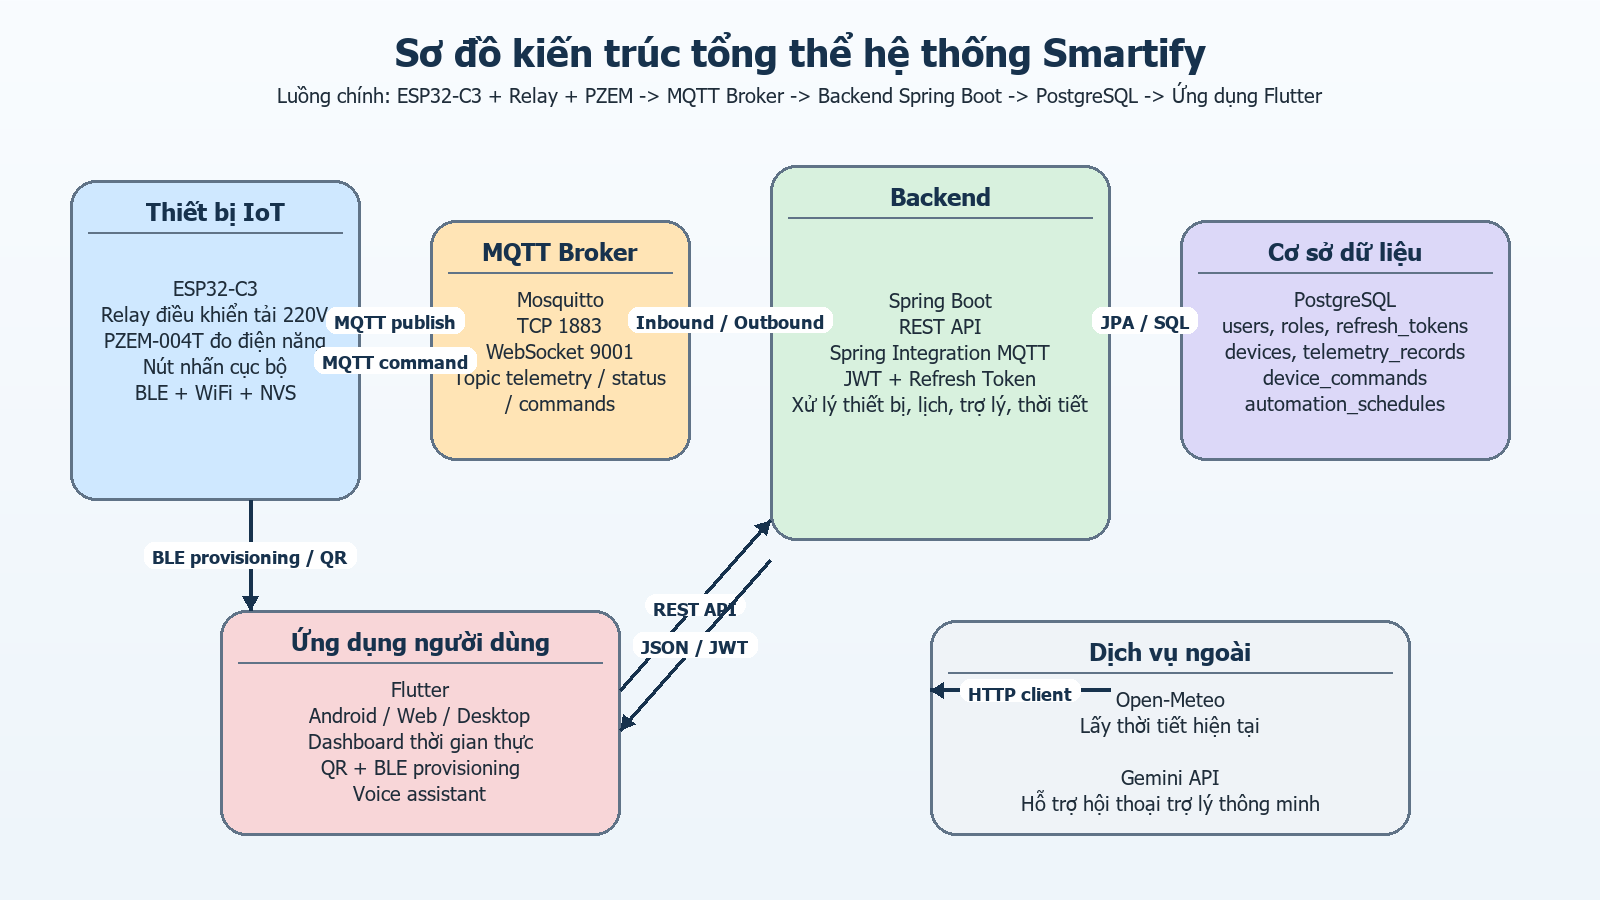 Sơ đồ kiến trúc tổng thể hệ thống Smartify
Luồng chính: ESP32-C3 + Relay + PZEM -> MQTT Broker -> Backend Spring Boot -> PostgreSQL -> Ứng dụng Flutter
Thiết bị IoT
ESP32-C3
Relay điều khiển tải 220V
PZEM-004T đo điện năng
Nút nhấn cục bộ
BLE + WiFi + NVS
MQTT publish
MQTT command
MQTT Broker
Mosquitto
TCP 1883
WebSocket 9001
Topic telemetry / status
/ commands
Inbound / Outbound
Backend
Spring Boot
REST API
Spring Integration MQTT
JWT + Refresh Token
Xử lý thiết bị, lịch, trợ lý, thời tiết
JPA / SQL
Cơ sở dữ liệu
PostgreSQL
users, roles, refresh_tokens
devices, telemetry_records
device_commands
automation_schedules
BLE provisioning / QR
REST API
JSON / JWT
Ứng dụng người dùng
Flutter
Android / Web / Desktop
Dashboard thời gian thực
QR + BLE provisioning
Voice assistant
Dịch vụ ngoài
HTTP client
Open-Meteo
Lấy thời tiết hiện tại
Gemini API
Hỗ trợ hội thoại trợ lý thông minh